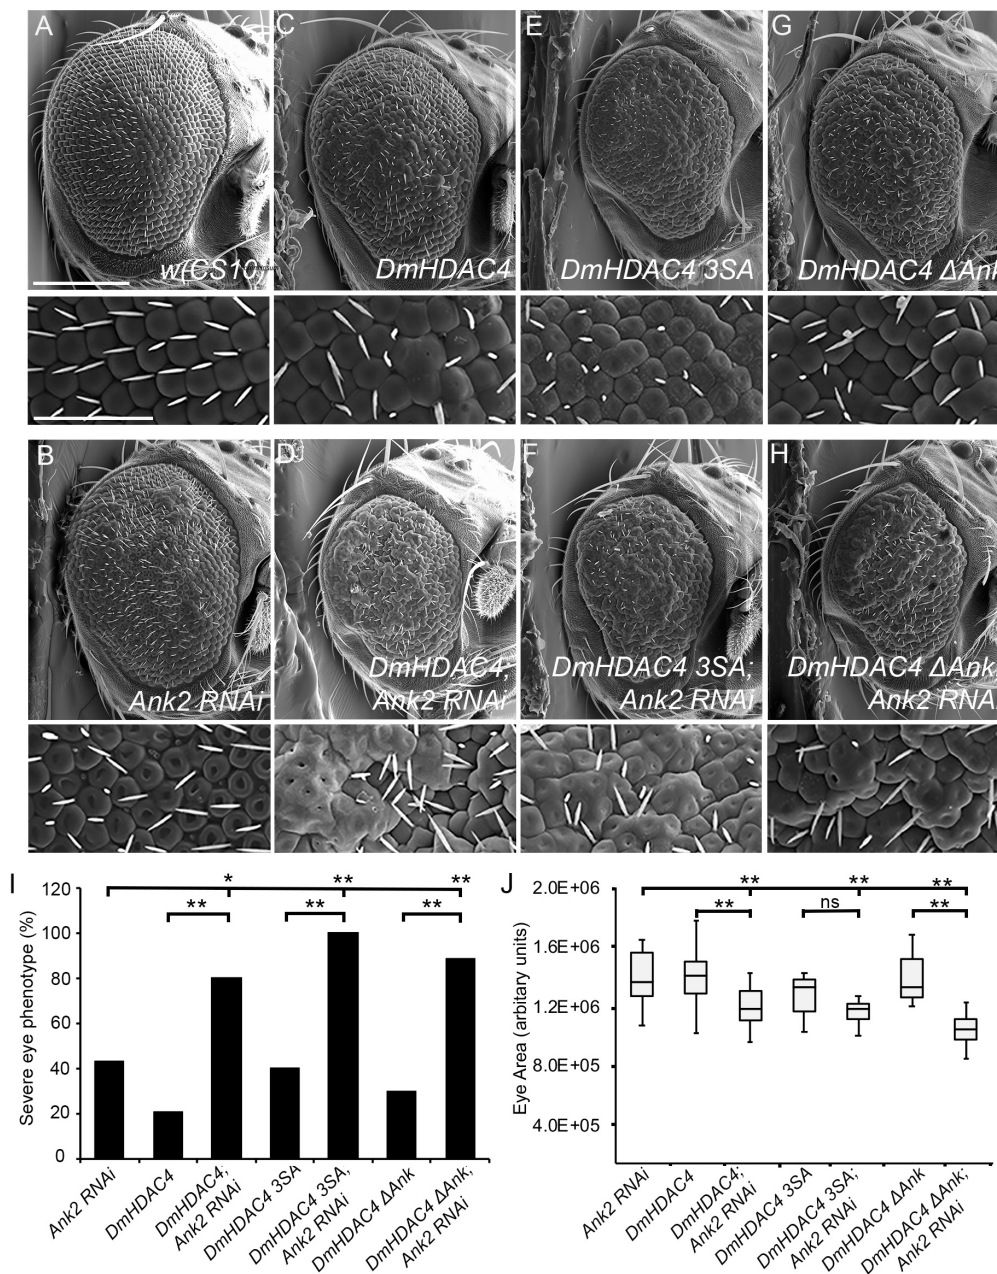 A
C
E
G
w(CS10)
DmHDAC4
DmHDAC4 3SA
DmHDAC4 ΔAnk
B
D
F
H
Ank2 RNAi
DmHDAC4;
Ank2 RNAi
DmHDAC4 3SA;
Ank2 RNAi
DmHDAC4 ΔAnk
Ank2 RNAi
I
Severe eye phenotype (%)
120
100
80
60
40
20
0
* ** **
** ** **
Ank2 RNAi
DmHDAC4
DmHDAC4;
Ank2 RNAi
DmHDAC4 3SA
DmHDAC4 3SA,
Ank2 RNAi
DmHDAC4 ΔAnk
DmHDAC4 ΔAnk;
Ank2 RNAi
J
Eye Area (arbitary units)
2.0E+06
1.6E+06
1.2E+06
8.0E+05
4.0E+05
** ** **
** ns **
Ank2 RNAi
DmHDAC4
DmHDAC4;
Ank2 RNAi
DmHDAC4 3SA
DmHDAC4 3SA;
Ank2 RNAi
DmHDAC4 ΔAnk
DmHDAC4 ΔAnk;
Ank2 RNAi